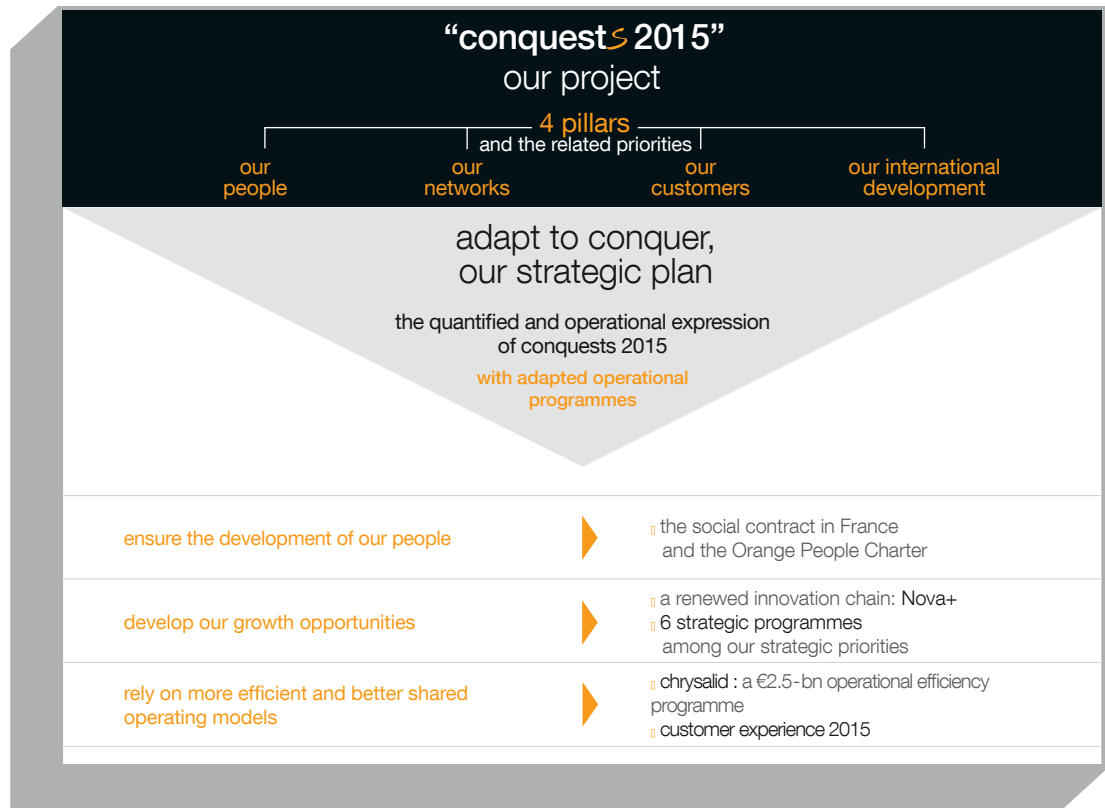 “conquests 2015”
our project
4 pillars
and the related priorities
our
people
our
networks
our
customers
our international
development
adapt to conquer,
our strategic plan
the quantified and operational expression
of conquests 2015
with adapted operational
programmes
ensure the development of our people
the social contract in France
and the Orange People Charter
develop our growth opportunities
a renewed innovation chain: Nova+
6 strategic programmes
among our strategic priorities
rely on more efficient and better shared
operating models
chrysalid : a €2.5-bn operational efficiency
programme
customer experience 2015